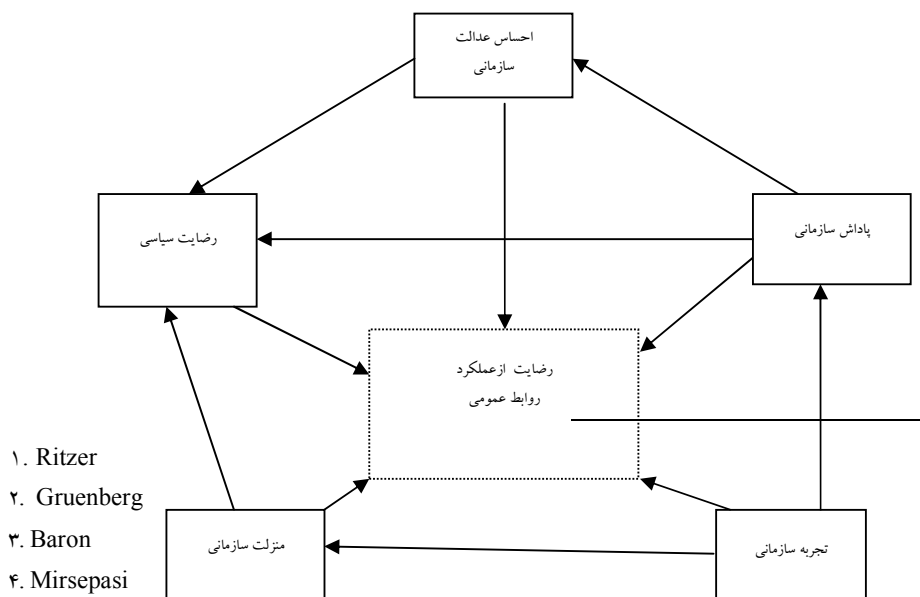 احساس عدالت
سازمانی
پاداش سازمانی
رضایت سیاسی
رضایت ازعملکرد
روابط عمومی
تجربه سازمانی
منزلت سازمانی
۱. Ritzer
۲. Gruenberg
۳. Baron
۴. Mirsepasi